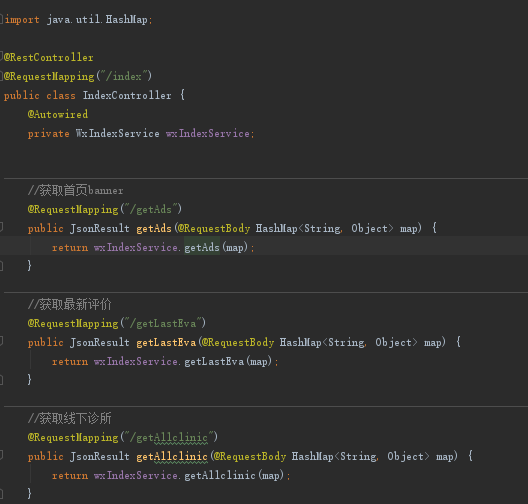 import java.util.HashMap;
@RestController
@RequestMapping("/index")
public class IndexController {
@Autowired
private WxIndexService wxIndexService;
//获取首页banner
@RequestMapping("/getAds")
public JsonResult getAds(@RequestBody HashMap<String, Object> map) {
return wxIndexService.getAds(map);
}
//获取最新评价
@RequestMapping("/getLastEva")
public JsonResult getLastEva(@RequestBody HashMap<String, Object> map) {
return wxIndexService.getLastEva(map);
}
//获取线下诊所
@RequestMapping("/getAllclinic")
public JsonResult getAllclinic(@RequestBody HashMap<String, Object> map) {
return wxIndexService.getAllclinic(map);
}